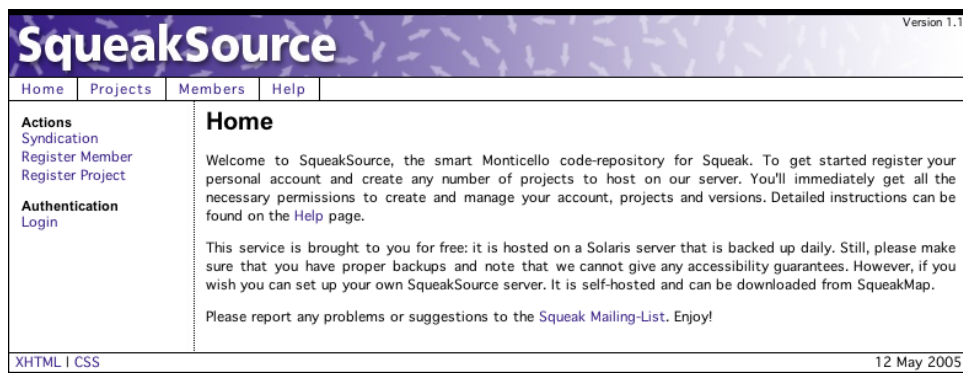 Version 1.1
SqueakSource
Home Projects Members Help
Actions
Syndication
Register Member
Register Project
Authentication
Login
Home
Welcome to SqueakSource, the smart Monticello code-repository for Squeak. To get started register your
personal account and create any number of projects to host on our server. You'll immediately get all the
necessary permissions to create and manage your account, projects and versions. Detailed instructions can be
found on the Help page.
This service is brought to you for free: it is hosted on a Solaris server that is backed up daily. Still, please make
sure that you have proper backups and note that we cannot give any accessibility guarantees. However, if you
wish you can set up your own SqueakSource server. It is self-hosted and can be downloaded from SqueakMap.
Please report any problems or suggestions to the Squeak Mailing-List. Enjoy!
XHTML | CSS
12 May 2005